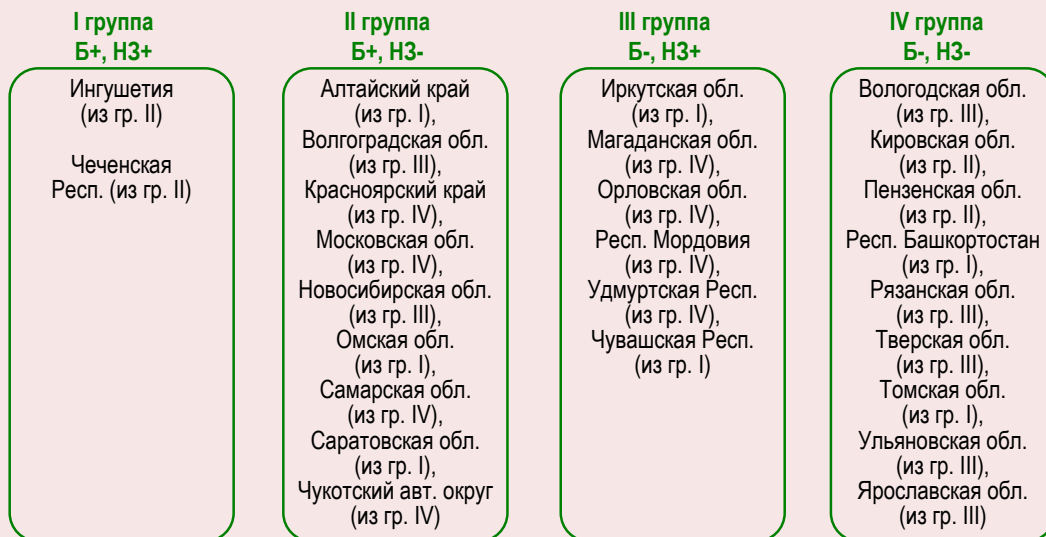 I группа
Б+, НЗ+
Ингушетия
(из гр. II)
Чеченская
Респ. (из гр. II)
II группа
Б+, НЗ-
Алтайский край
(из гр. I),
Волгоградская обл.
(из гр. III),
Красноярский край
(из гр. IV),
Московская обл.
(из гр. IV),
Новосибирская обл.
(из гр. III),
Омская обл.
(из гр. I),
Самарская обл.
(из гр. IV),
Саратовская обл.
(из гр. I),
Чукотский авт. округ
(из гр. IV)
III группа
Б-, НЗ+
Иркутская обл.
(из гр. I),
Магаданская обл.
(из гр. IV),
Орловская обл.
(из гр. IV),
Респ. Мордовия
(из гр. IV),
Удмуртская Респ.
(из гр. IV),
Чувашская Респ.
(из гр. I)
IV группа
Б-, НЗ-
Вологодская обл.
(из гр. III),
Кировская обл.
(из гр. II),
Пензенская обл.
(из гр. II),
Респ. Башкортостан
(из гр. I),
Рязанская обл.
(из гр. III),
Тверская обл.
(из гр. III),
Томская обл.
(из гр. I),
Ульяновская обл.
(из гр. III),
Ярославская обл.
(из гр. III)